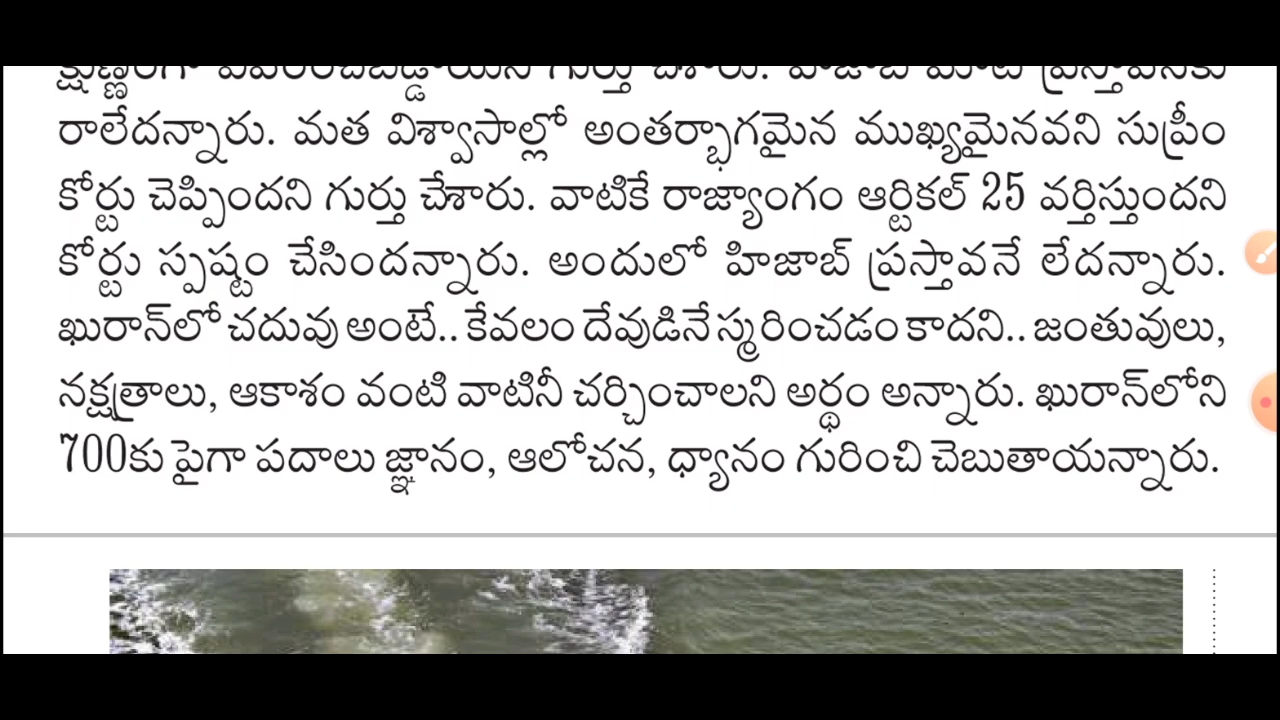 గుర్తు
రాలేదన్నారు. మత విశ్వాసాల్లో అంతర్భాగమైన ముఖ్యమైనవని సుప్రీం
కోర్టు చెప్పిందని గుర్తు చేశారు. వాటికే రాజ్యాంగం ఆర్టికల్ 25 వర్తిస్తుందని
కోర్టు స్పష్టం చేసిందన్నారు. అందులో హిజాబ్ ప్రస్తావనే లేదన్నారు.
ఖురాన్‌లో చదువు అంటే.. కేవలం దేవుడినే స్మరించడం కాదని.. జంతువులు,
నక్షత్రాలు, ఆకాశం వంటి వాటినీ చర్చించాలని అర్థం అన్నారు. ఖురాన్‌లోని
700కు పైగా పదాలు జ్ఞానం, ఆలోచన, ధ్యానం గురించి చెబుతాయన్నారు.